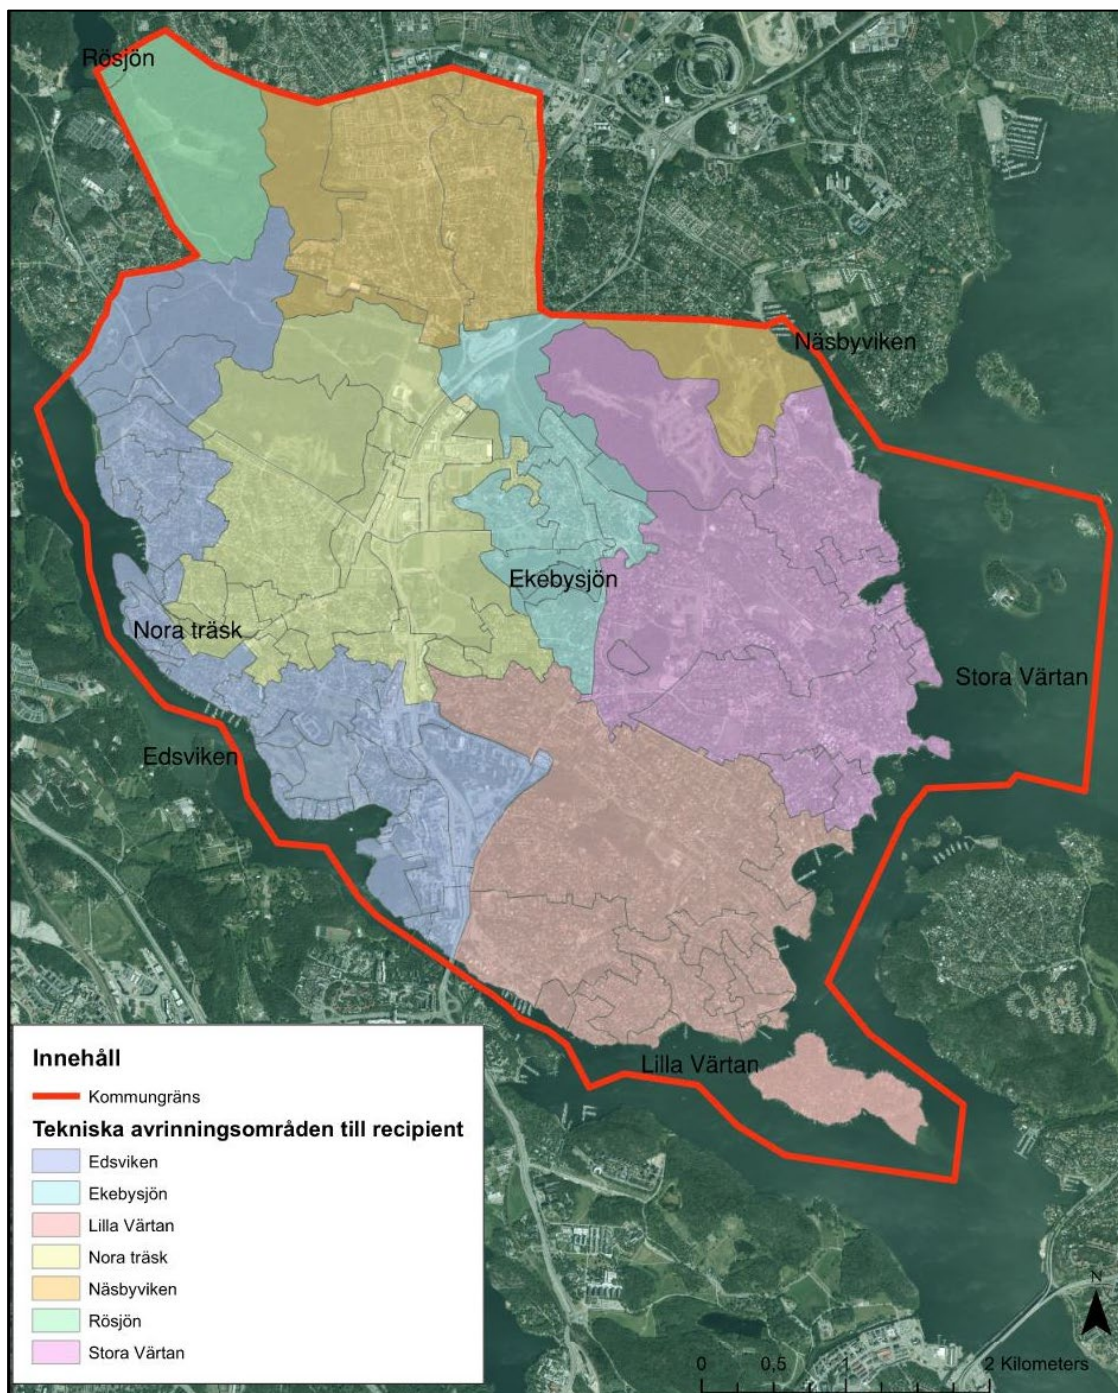 Rösjön
Näsbyviken
Ekebysjön
Nora träsk
Stora Värtan
Edsviken
Lilla Värtan
Innehåll
Kommungräns
Tekniska avrinningsområden till recipient
Edsviken
Ekebysjön
Lilla Värtan
Nora träsk
Näsbyviken
Rösjön
Stora Värtan
N
0 0,5 1 2 Kilometers